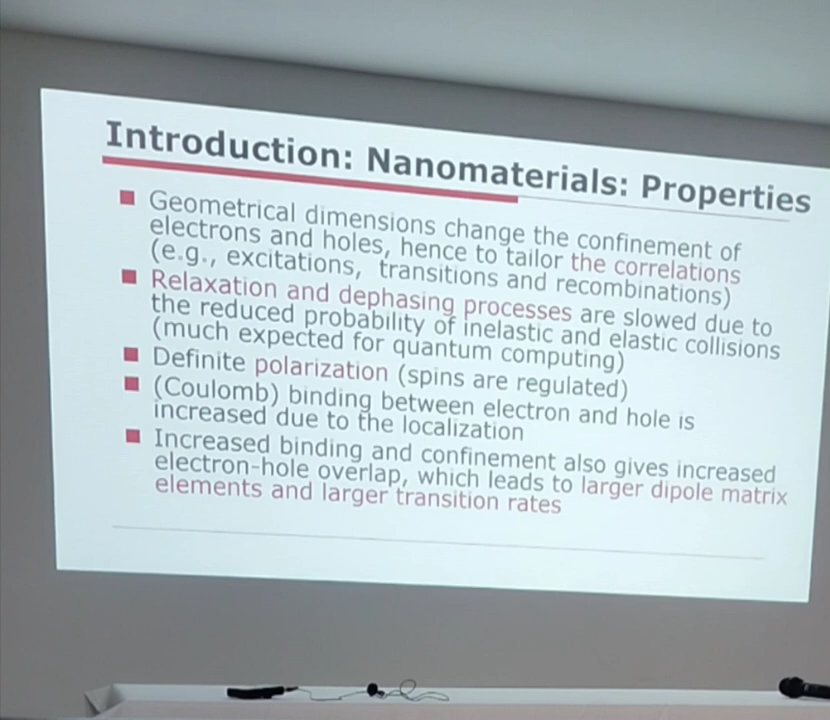 Introduction: Nanomaterials: Properties
Geometrical dimensions change the confinement of
electrons and holes, hence to tailor the correlations
(e.g., excitations, transitions and recombinations)
Relaxation and dephasing processes are slowed due to
the reduced probability of inelastic and elastic collisions
(much expected for quantum computing)
Definite polarization (spins are regulated)
(Coulomb) binding between electron and hole is
increased due to the localization
Increased binding and confinement also gives increased
electron-hole overlap, which leads to larger dipole matrix
elements and larger transition rates